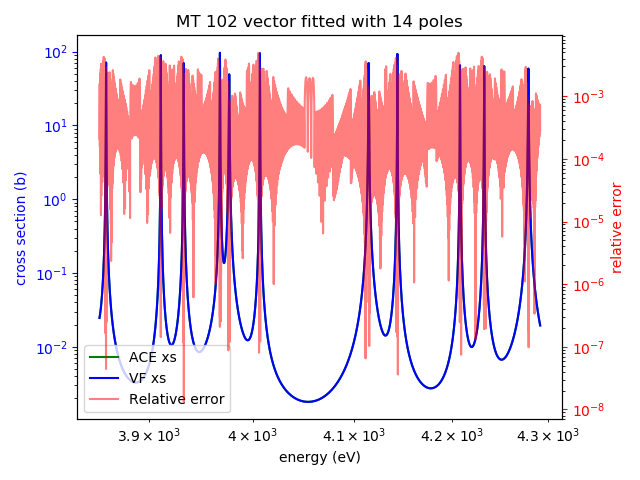 MT 102 vector fitted with 14 poles
10²
10¹
10⁰
10⁻¹
10⁻²
cross section (b)
10⁻³
10⁻⁴
10⁻⁵
10⁻⁶
10⁻⁷
10⁻⁸
relative error
ACE xs
VF xs
Relative error
3.9 × 10³ 4 × 10³ 4.1 × 10³ 4.2 × 10³ 4.3 × 10³
energy (eV)